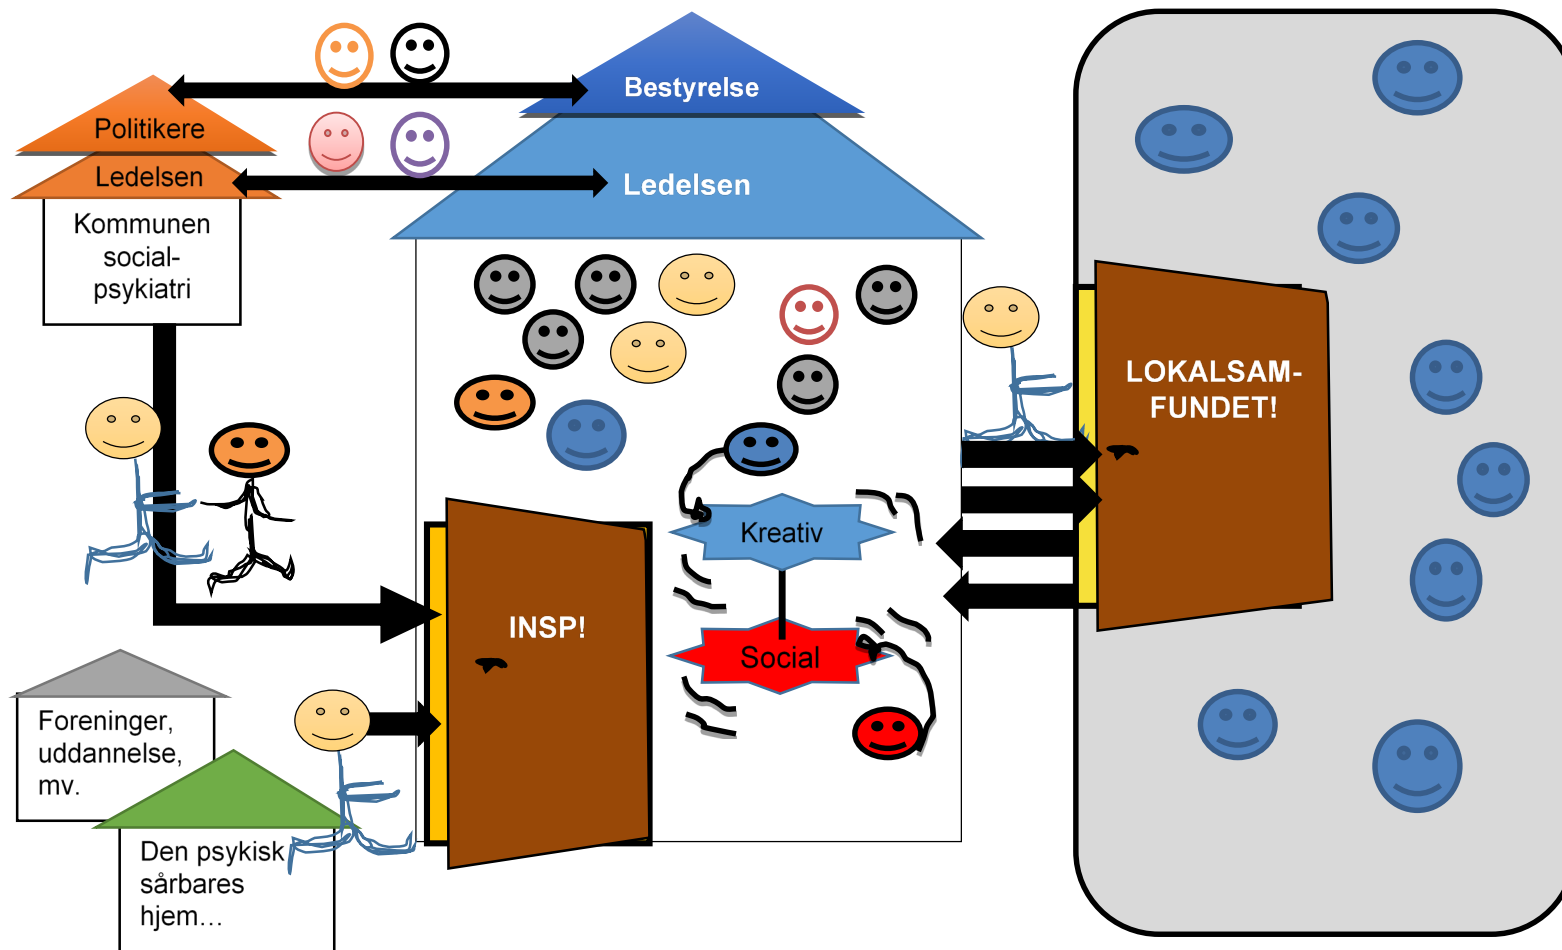 Bestyrelse
Politikere
Ledelsen
Ledelsen
Kommunen
social-
psykiatri
LOKALSAM-
FUNDET!
Kreativ
INSP!
Social
Foreninger,
uddannelse,
mv.
Den psykisk
sårbares
hjem…